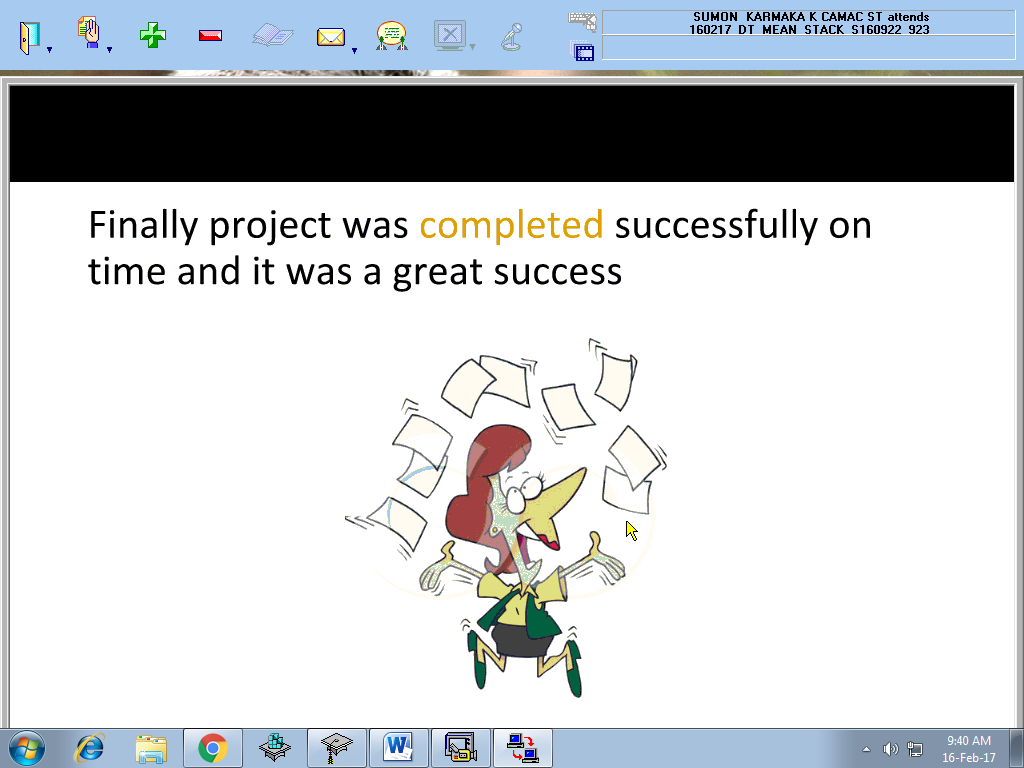 SUMON KARMAKA K CAMAC ST attends
160217 DT MEAN STACK S160922 923
Finally project was completed successfully on
time and it was a great success
9:40 AM
16-Feb-17